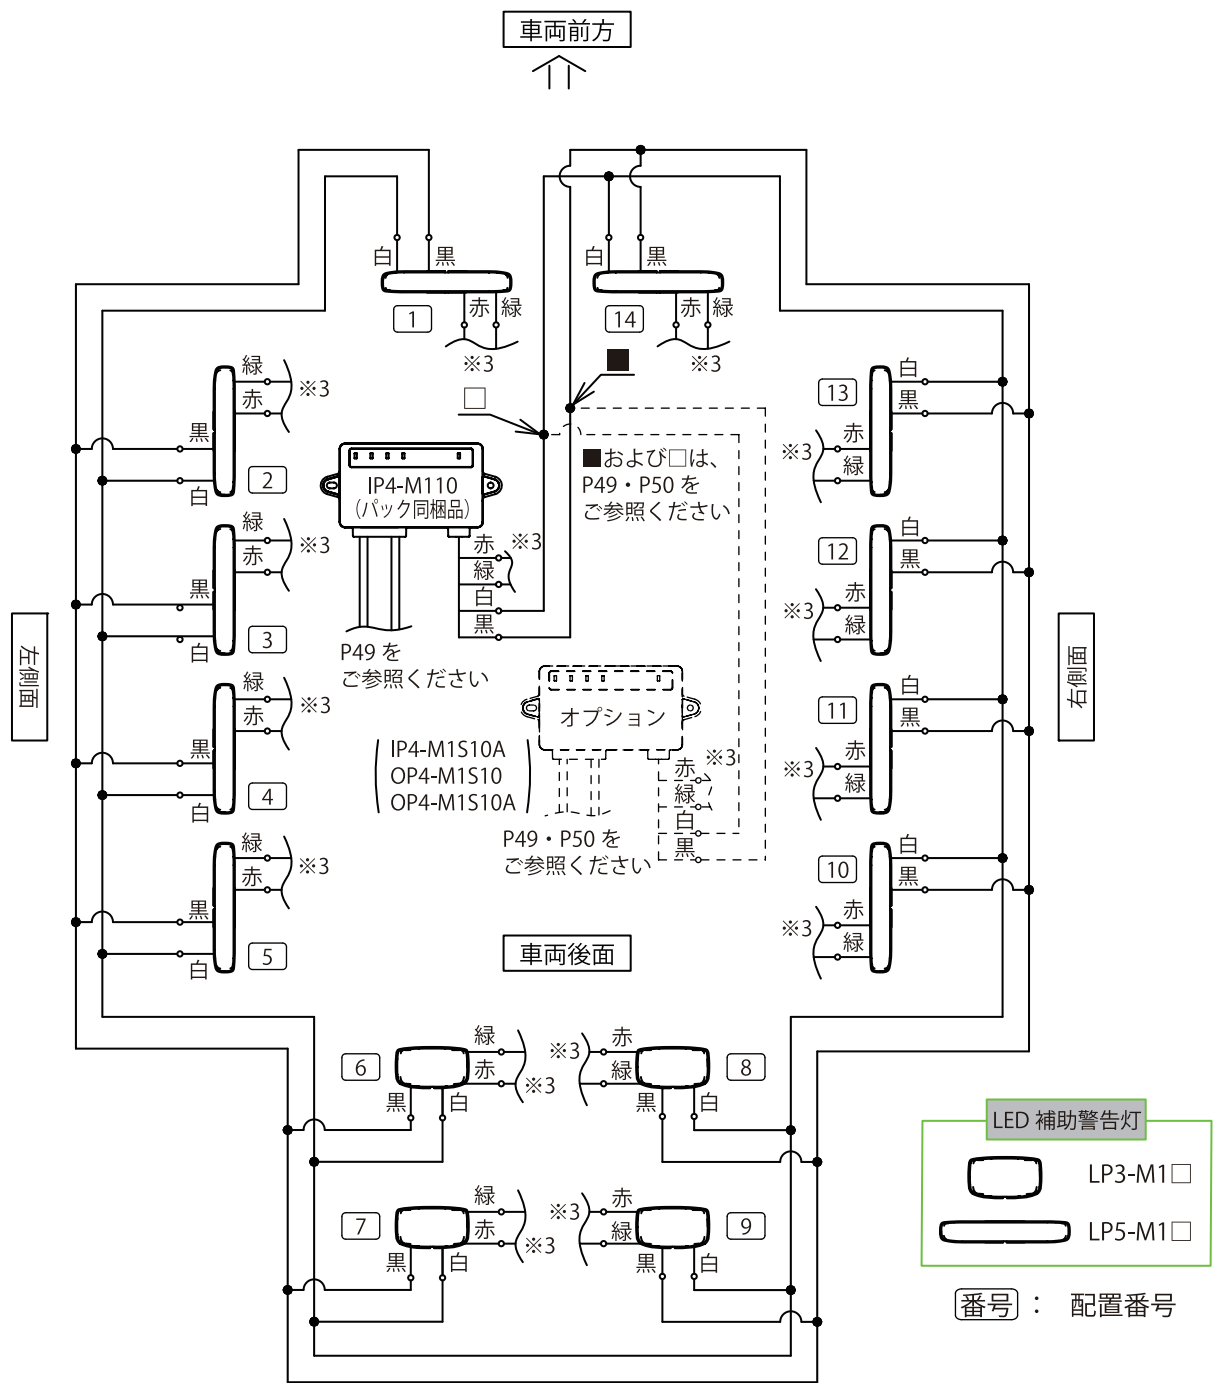 車両前方
白 黒
赤 緑
1
※3
白 黒
赤 緑
14
※3
■
□
緑
赤
※3
黒
白
2
緑
赤
※3
黒
白
3
緑
赤
※3
黒
白
4
緑
赤
※3
黒
白
5
左側面
IP4-M110
(パック同梱品)
赤
緑
白
黒
※3
P49 を
ご参照ください
■および□は、
P49・P50 を
ご参照ください
オプション
IP4-M1S10A
OP4-M1S10
OP4-M1S10A
赤
緑
白
黒
※3
P49・P50 を
ご参照ください
13
白
黒
赤
緑
※3
12
白
黒
赤
緑
※3
11
白
黒
赤
緑
※3
10
白
黒
赤
緑
※3
右側面
車両後面
6
緑
赤
※3
黒 白
8
赤
緑
※3
黒 白
7
緑
赤
※3
黒 白
9
赤
緑
※3
黒 白
LED 補助警告灯
LP3-M1□
LP5-M1□
番号 : 配置番号